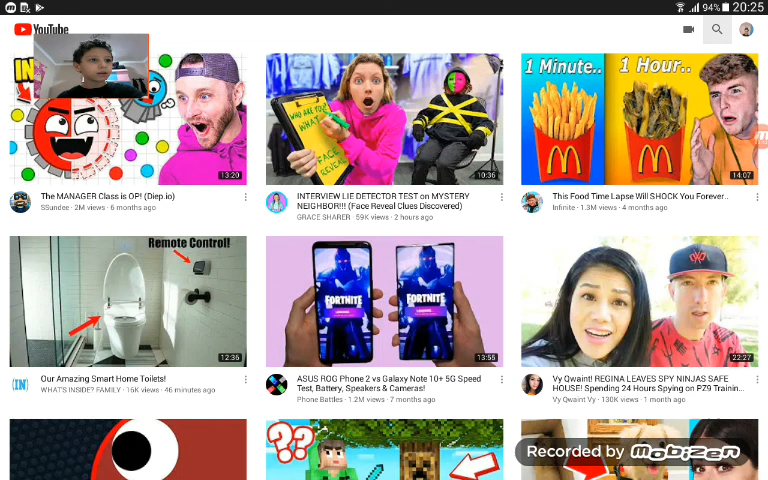 94% 20:25
YouTube
IN
13:20
WHO ARE YOU?
WHAT
FACE
REVEAL
10:36
1 Minute..
1 Hour..
14:07
The MANAGER Class is OP! (Diep.io)
SSundee · 2M views · 6 months ago
INTERVIEW LIE DETECTOR TEST on MYSTERY
NEIGHBOR!!! (Face Reveal Clues Discovered)
GRACE SHARER · 59K views · 2 hours ago
This Food Time Lapse Will SHOCK You Forever..
Infinite · 1.3M views · 4 months ago
Remote Control!
12:36
FORTNITE
FORTNITE
13:55
22:27
[IN]
Our Amazing Smart Home Toilets!
WHAT'S INSIDE? FAMILY · 16K views · 46 minutes ago
ASUS ROG Phone 2 vs Galaxy Note 10+ 5G Speed
Test, Battery, Speakers & Cameras!
Phone Battles · 1.2M views · 7 months ago
Vy Qwaint! REGINA LEAVES SPY NINJAS SAFE
HOUSE! Spending 24 Hours Spying on PZ9 Trainin...
Vy Qwaint Vy · 130K views · 1 month ago
??
Recorded by mobizen